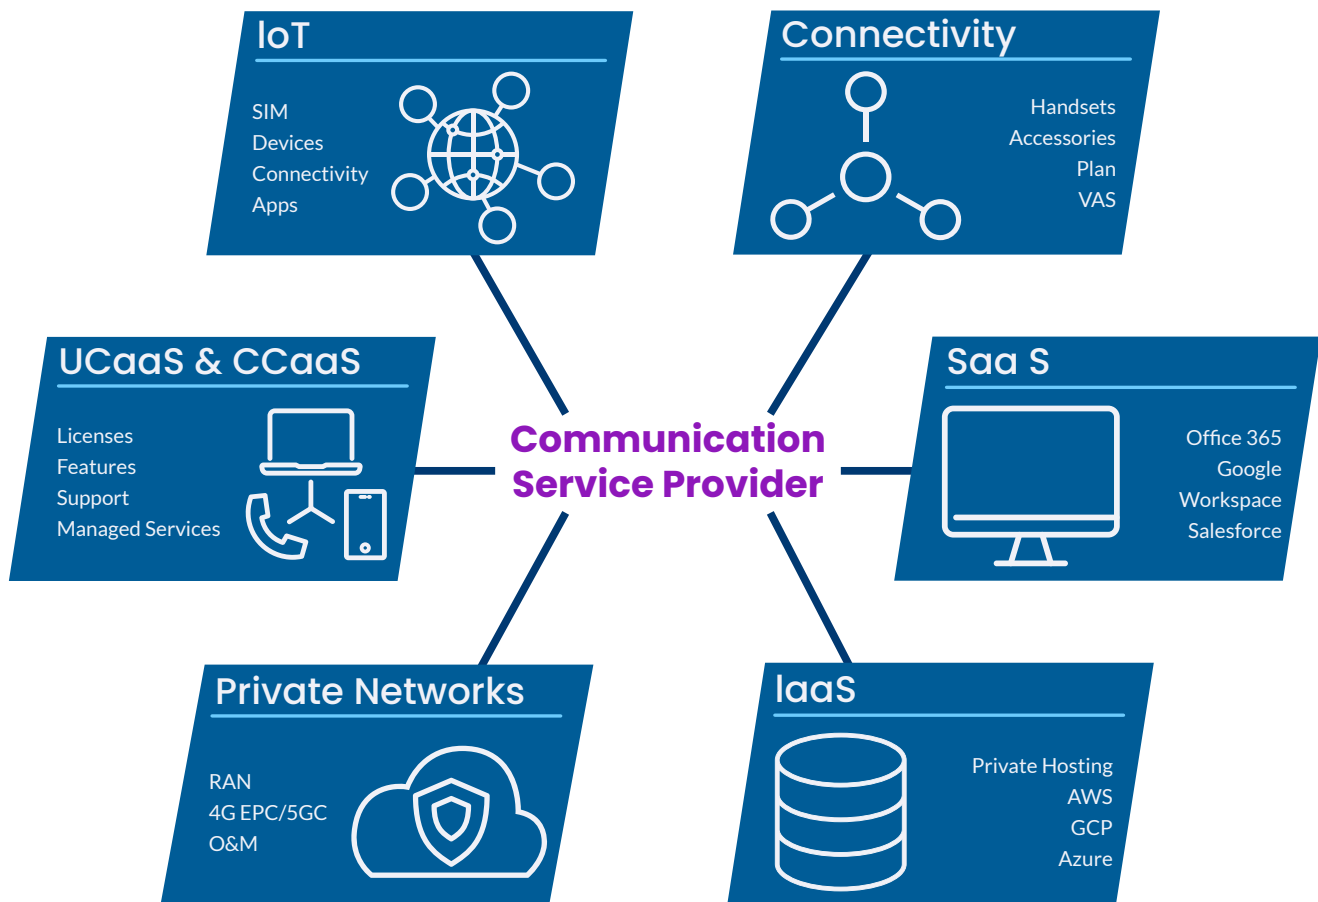 IoT
SIM
Devices
Connectivity
Apps
Connectivity
Handsets
Accessories
Plan
VAS
UCaaS & CCaaS
Licenses
Features
Support
Managed Services
Communication
Service Provider
Saa S
Office 365
Google
Workspace
Salesforce
Private Networks
RAN
4G EPC/5GC
O&M
IaaS
Private Hosting
AWS
GCP
Azure